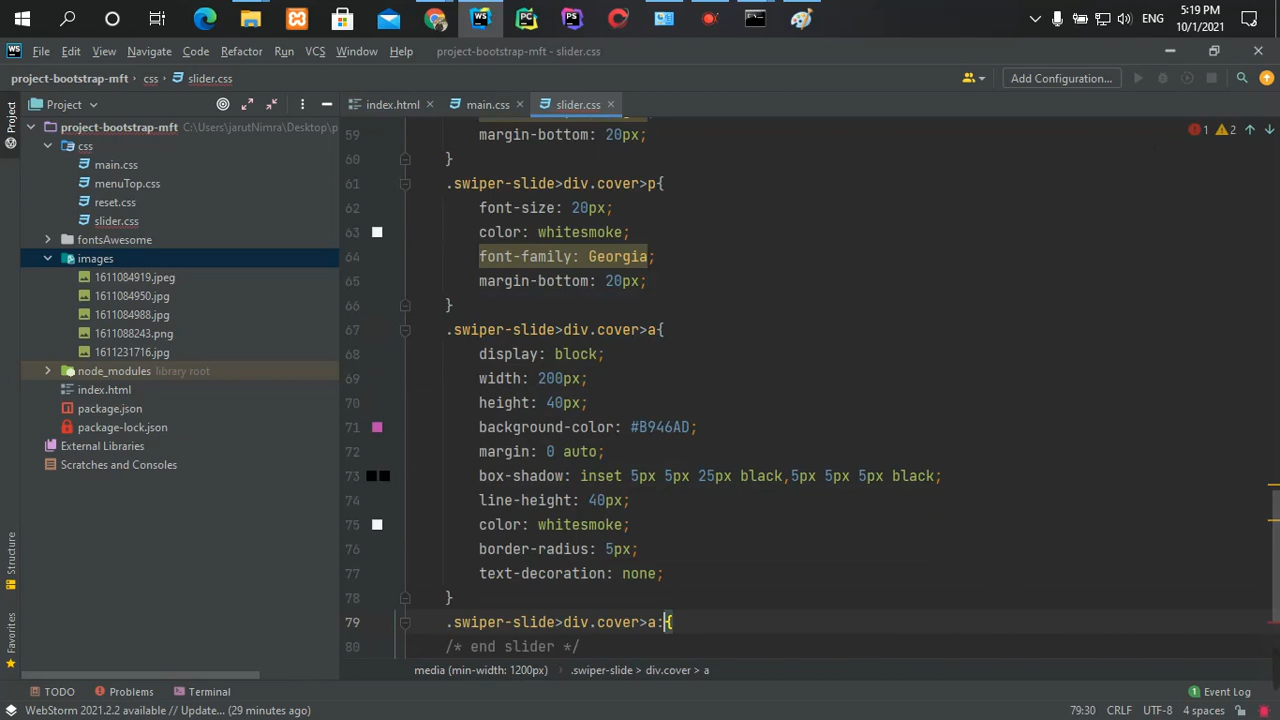 5:19 PM
ENG
10/1/2021
WS
PC
PS
WS
File Edit View Navigate Code Refactor Run VCS Window Help
project-bootstrap-mft - slider.css
project-bootstrap-mft css slider.css
Add Configuration...
Project
Project
index.html
main.css
slider.css
project-bootstrap-mft C:\Users\jarutNimra\Desktop\p
css
main.css
menuTop.css
reset.css
slider.css
fontsAwesome
images
1611084919.jpeg
1611084950.jpg
1611084988.jpg
1611088243.png
1611231716.jpg
node_modules library root
index.html
package.json
package-lock.json
External Libraries
Scratches and Consoles
Structure
Favorites
1 2
59 margin-bottom: 20px;
60 }
61 .swiper-slide>div.cover>p{
62 font-size: 20px;
63 color: whitesmoke;
64 font-family: Georgia;
65 margin-bottom: 20px;
66 }
67 .swiper-slide>div.cover>a{
68 display: block;
69 width: 200px;
70 height: 40px;
71 background-color: #B946AD;
72 margin: 0 auto;
73 box-shadow: inset 5px 5px 25px black,5px 5px 5px black;
74 line-height: 40px;
75 color: whitesmoke;
76 border-radius: 5px;
77 text-decoration: none;
78 }
79 .swiper-slide>div.cover>a:{
80 /* end slider */
media (min-width: 1200px) .swiper-slide > div.cover > a
TODO Problems Terminal
Event Log
WebStorm 2021.2.2 available // Update... (29 minutes ago)
79:30 CRLF UTF-8 4 spaces